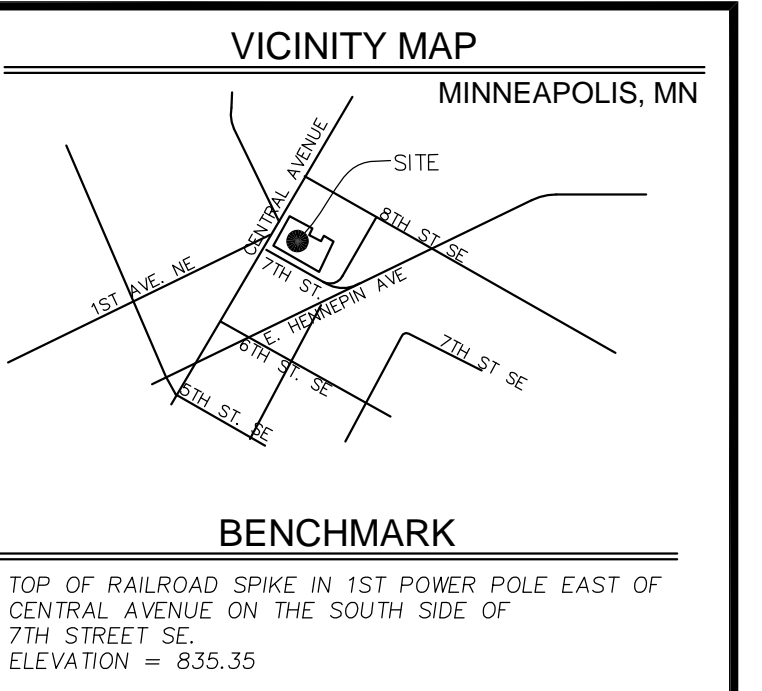 VICINITY MAP
MINNEAPOLIS, MN
CENTRAL AVENUE
SITE
8TH ST SE
7TH ST.
1ST AVE. NE
E. HENNEPIN AVE
6TH ST. SE
7TH ST SE
5TH ST. SE
BENCHMARK
TOP OF RAILROAD SPIKE IN 1ST POWER POLE EAST OF
CENTRAL AVENUE ON THE SOUTH SIDE OF
7TH STREET SE.
ELEVATION = 835.35